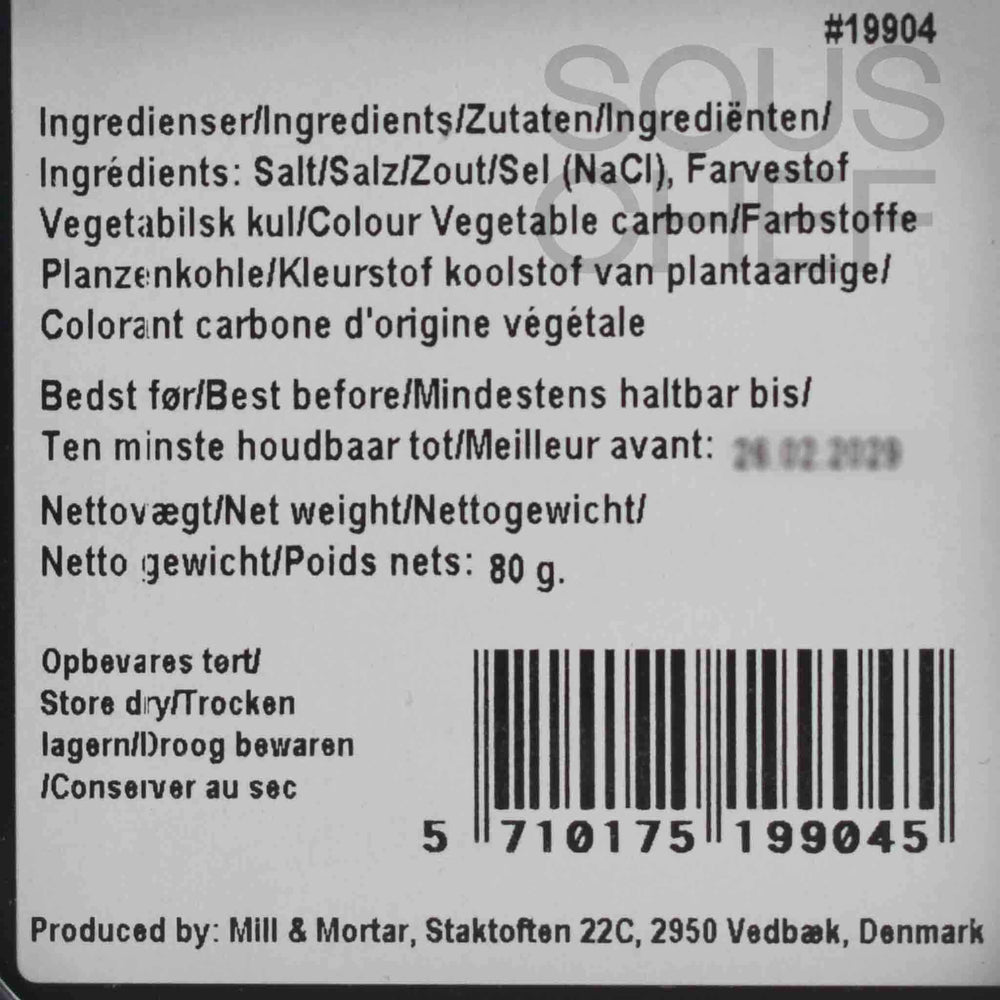 #19904
SOUS
CHEF
Ingredienser/Ingredients/Zutaten/Ingrediënten/
Ingrédients: Salt/Salz/Zout/Sel (NaCl), Farvestof
Vegetabilsk kul/Colour Vegetable carbon/Farbstoffe
Planzenkohle/Kleurstof koolstof van plantaardige/
Colorant carbone d'origine végétale
Bedst før/Best before/Mindestens haltbar bis/
Ten minste houdbaar tot/Meilleur avant:
Nettovægt/Net weight/Nettogewicht/
Netto gewicht/Poids nets: 80 g.
Opbevares tørt/
Store dry/Trocken
lagern/Droog bewaren
/Conserver au sec
5 710175 199045
Produced by: Mill & Mortar, Staktoften 22C, 2950 Vedbæk, Denmark